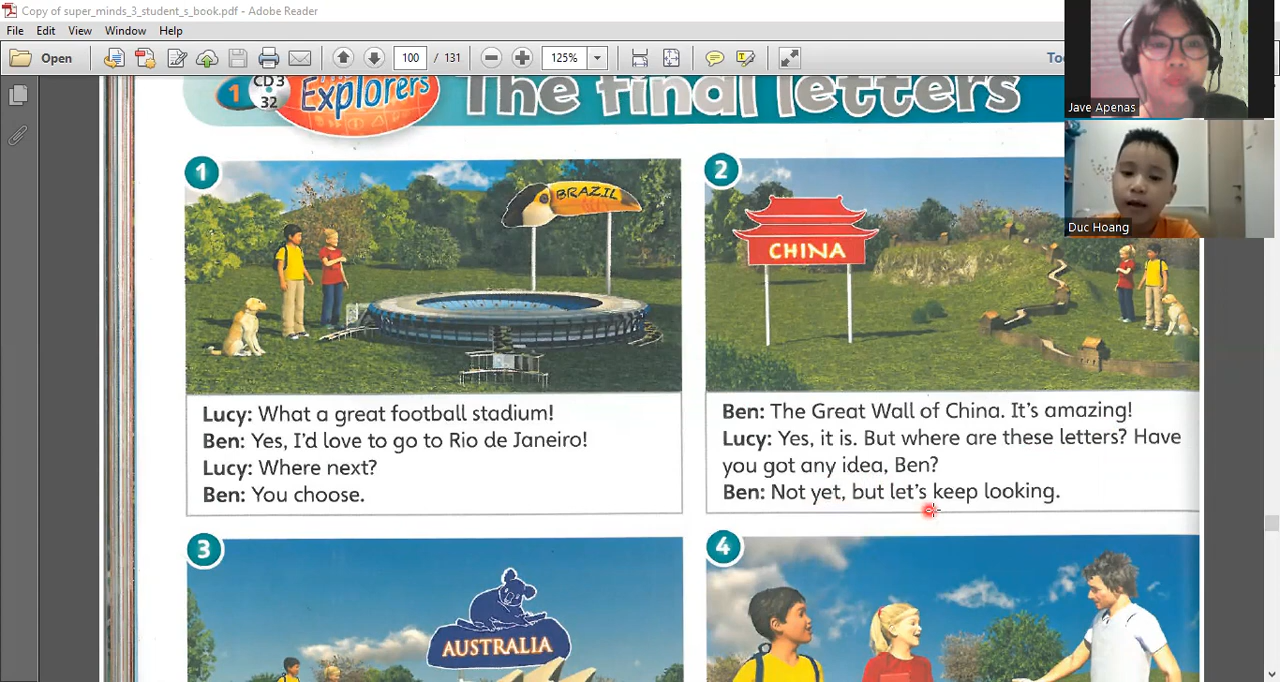 Copy of super_minds_3_student_s_book.pdf - Adobe Reader
File Edit View Window Help
Open 100 / 131 125%
Jave Apenas
Duc Hoang
1 CD3 32 Explorers The final letters
1
BRAZIL
Lucy: What a great football stadium!
Ben: Yes, I'd love to go to Rio de Janeiro!
Lucy: Where next?
Ben: You choose.
2
CHINA
Ben: The Great Wall of China. It's amazing!
Lucy: Yes, it is. But where are these letters? Have
you got any idea, Ben?
Ben: Not yet, but let's keep looking.
3
AUSTRALIA
4